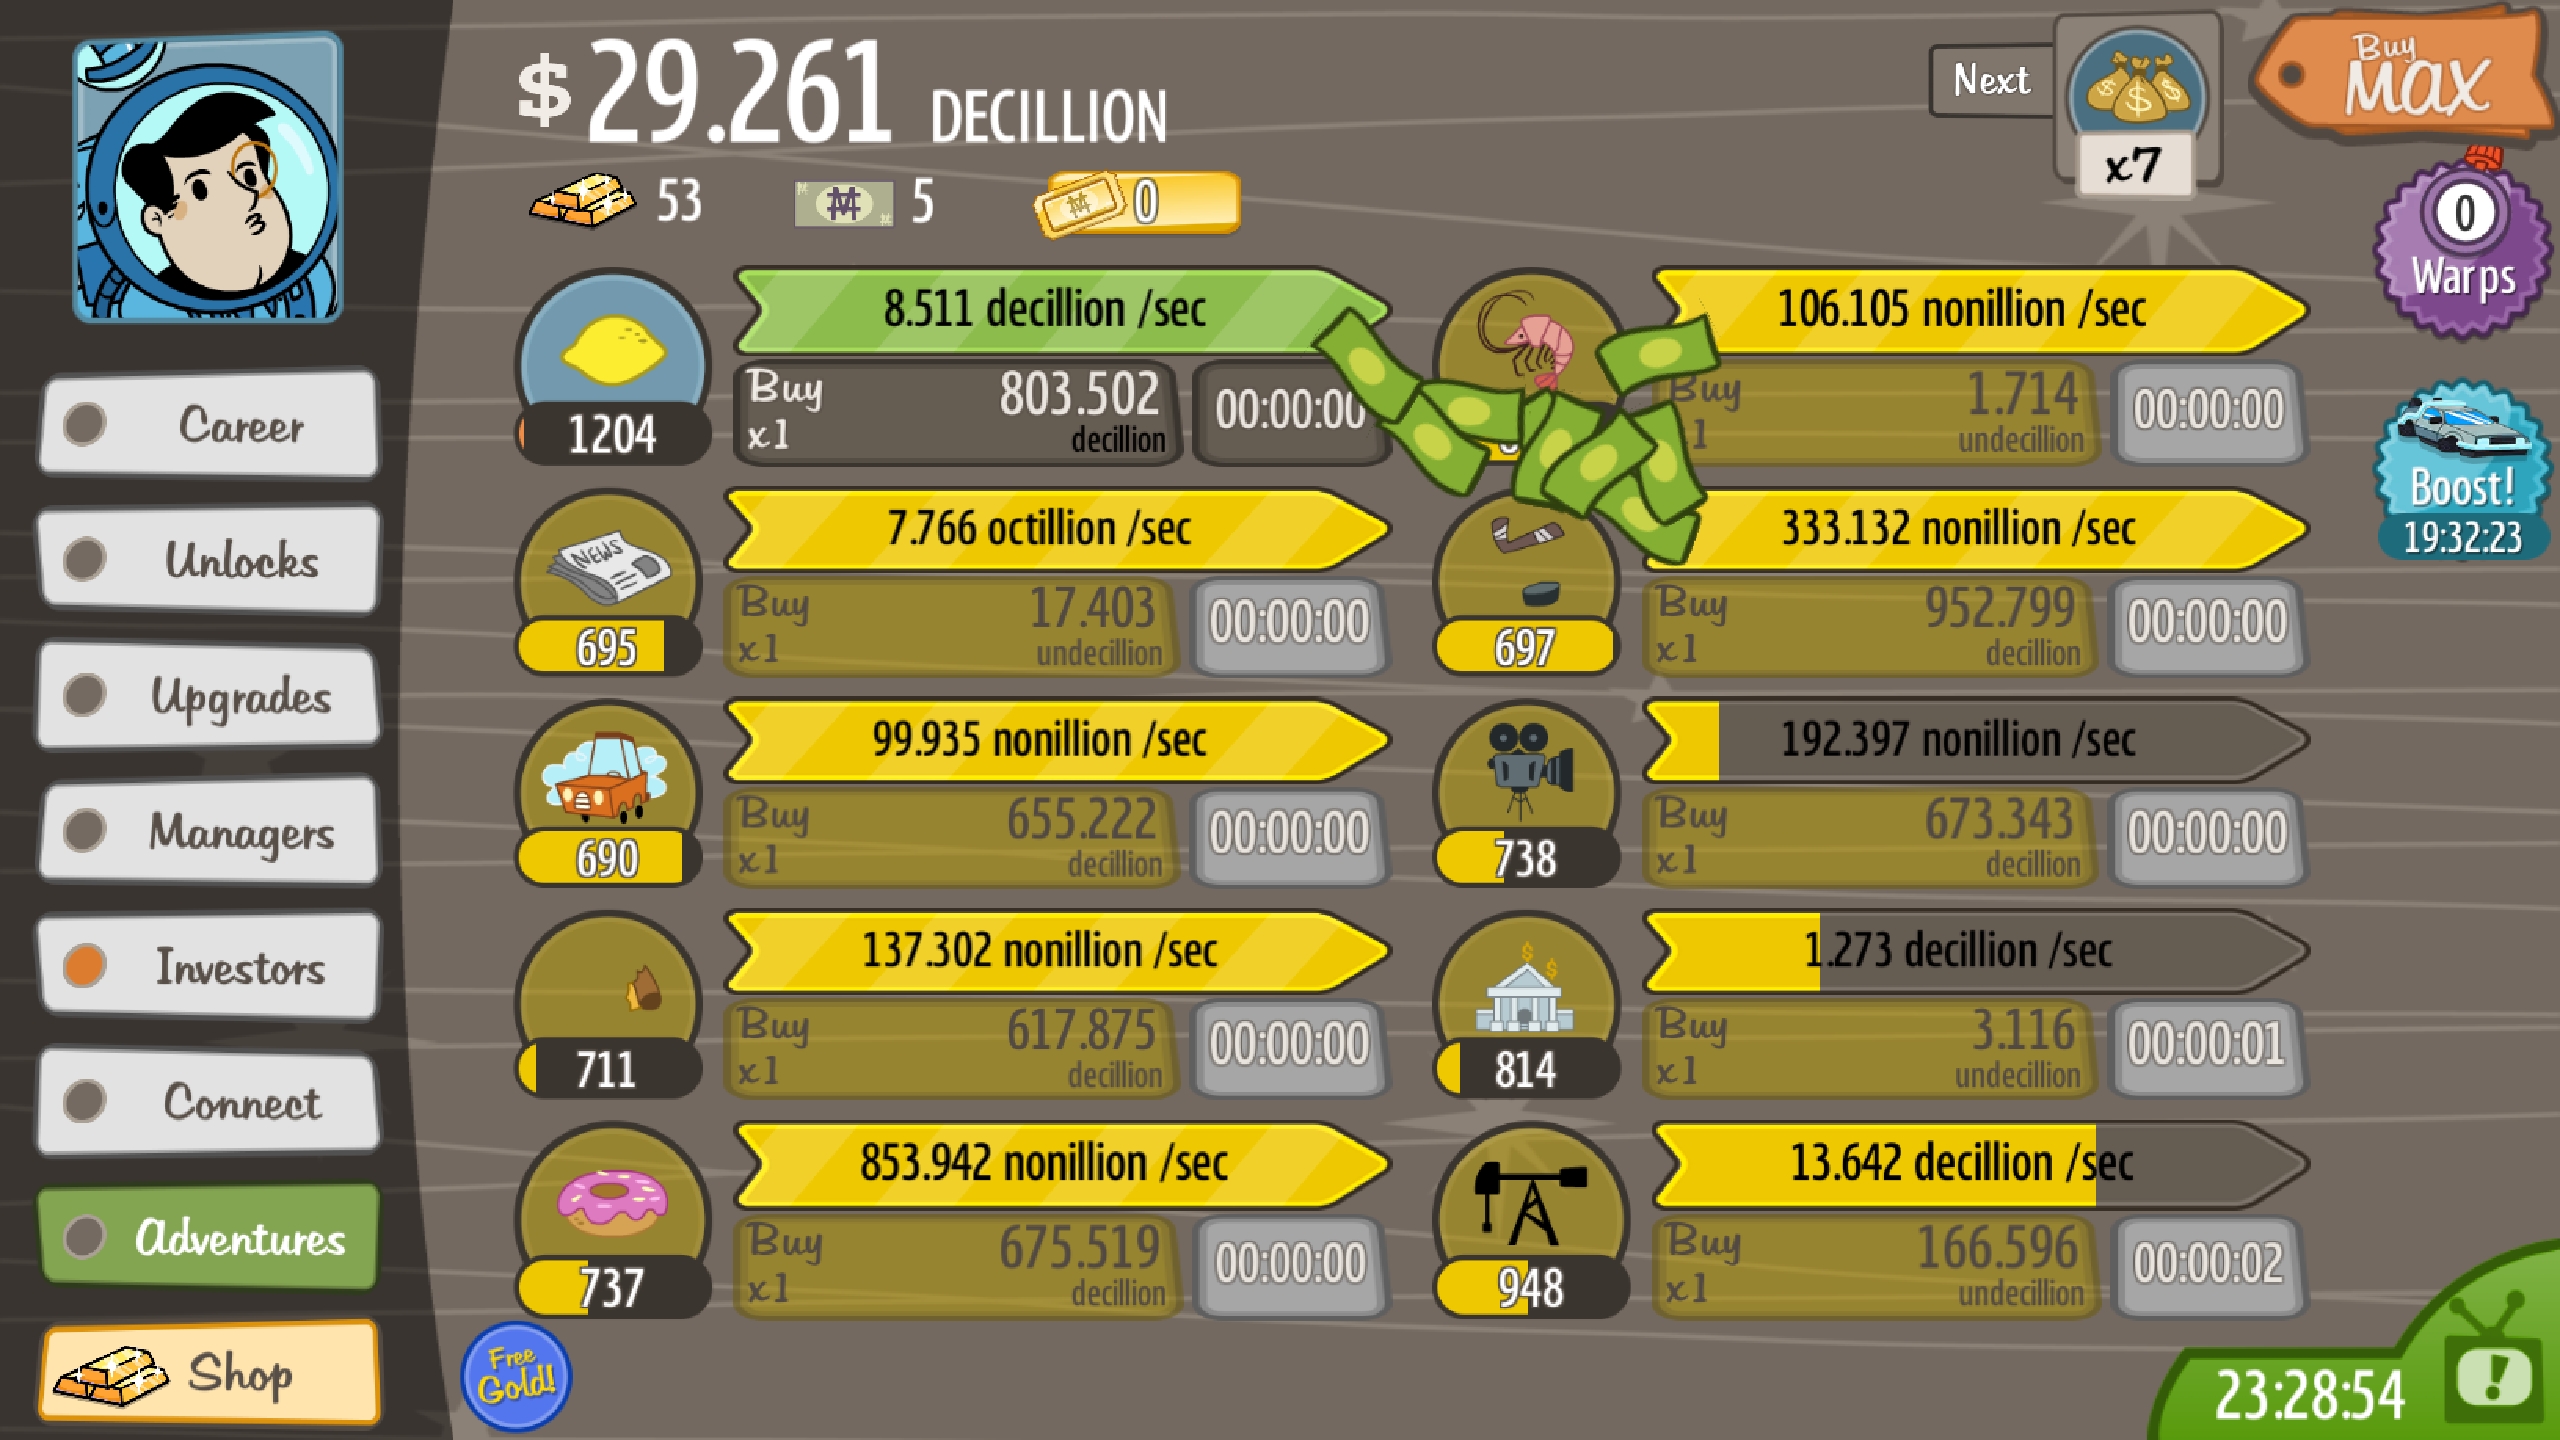 $29.261 DECILLION
53
5
0
Next
x7
Buy
MAX
0
Warps
Boost!
19:32:23
Career
Unlocks
Upgrades
Managers
Investors
Connect
Adventures
Shop
8.511 decillion /sec
Buy
x1
803.502
decillion
00:00:00
1204
NEWS
7.766 octillion /sec
Buy
x1
17.403
undecillion
00:00:00
695
99.935 nonillion /sec
Buy
x1
655.222
decillion
00:00:00
690
137.302 nonillion /sec
Buy
x1
617.875
decillion
00:00:00
711
853.942 nonillion /sec
Buy
x1
675.519
decillion
00:00:00
737
106.105 nonillion /sec
Buy
1.714
undecillion
00:00:00
333.132 nonillion /sec
Buy
x1
952.799
decillion
00:00:00
697
192.397 nonillion /sec
Buy
x1
673.343
decillion
00:00:00
738
1.273 decillion /sec
Buy
x1
3.116
undecillion
00:00:01
814
13.642 decillion /sec
Buy
x1
166.596
undecillion
00:00:02
948
Free
Gold!
23:28:54